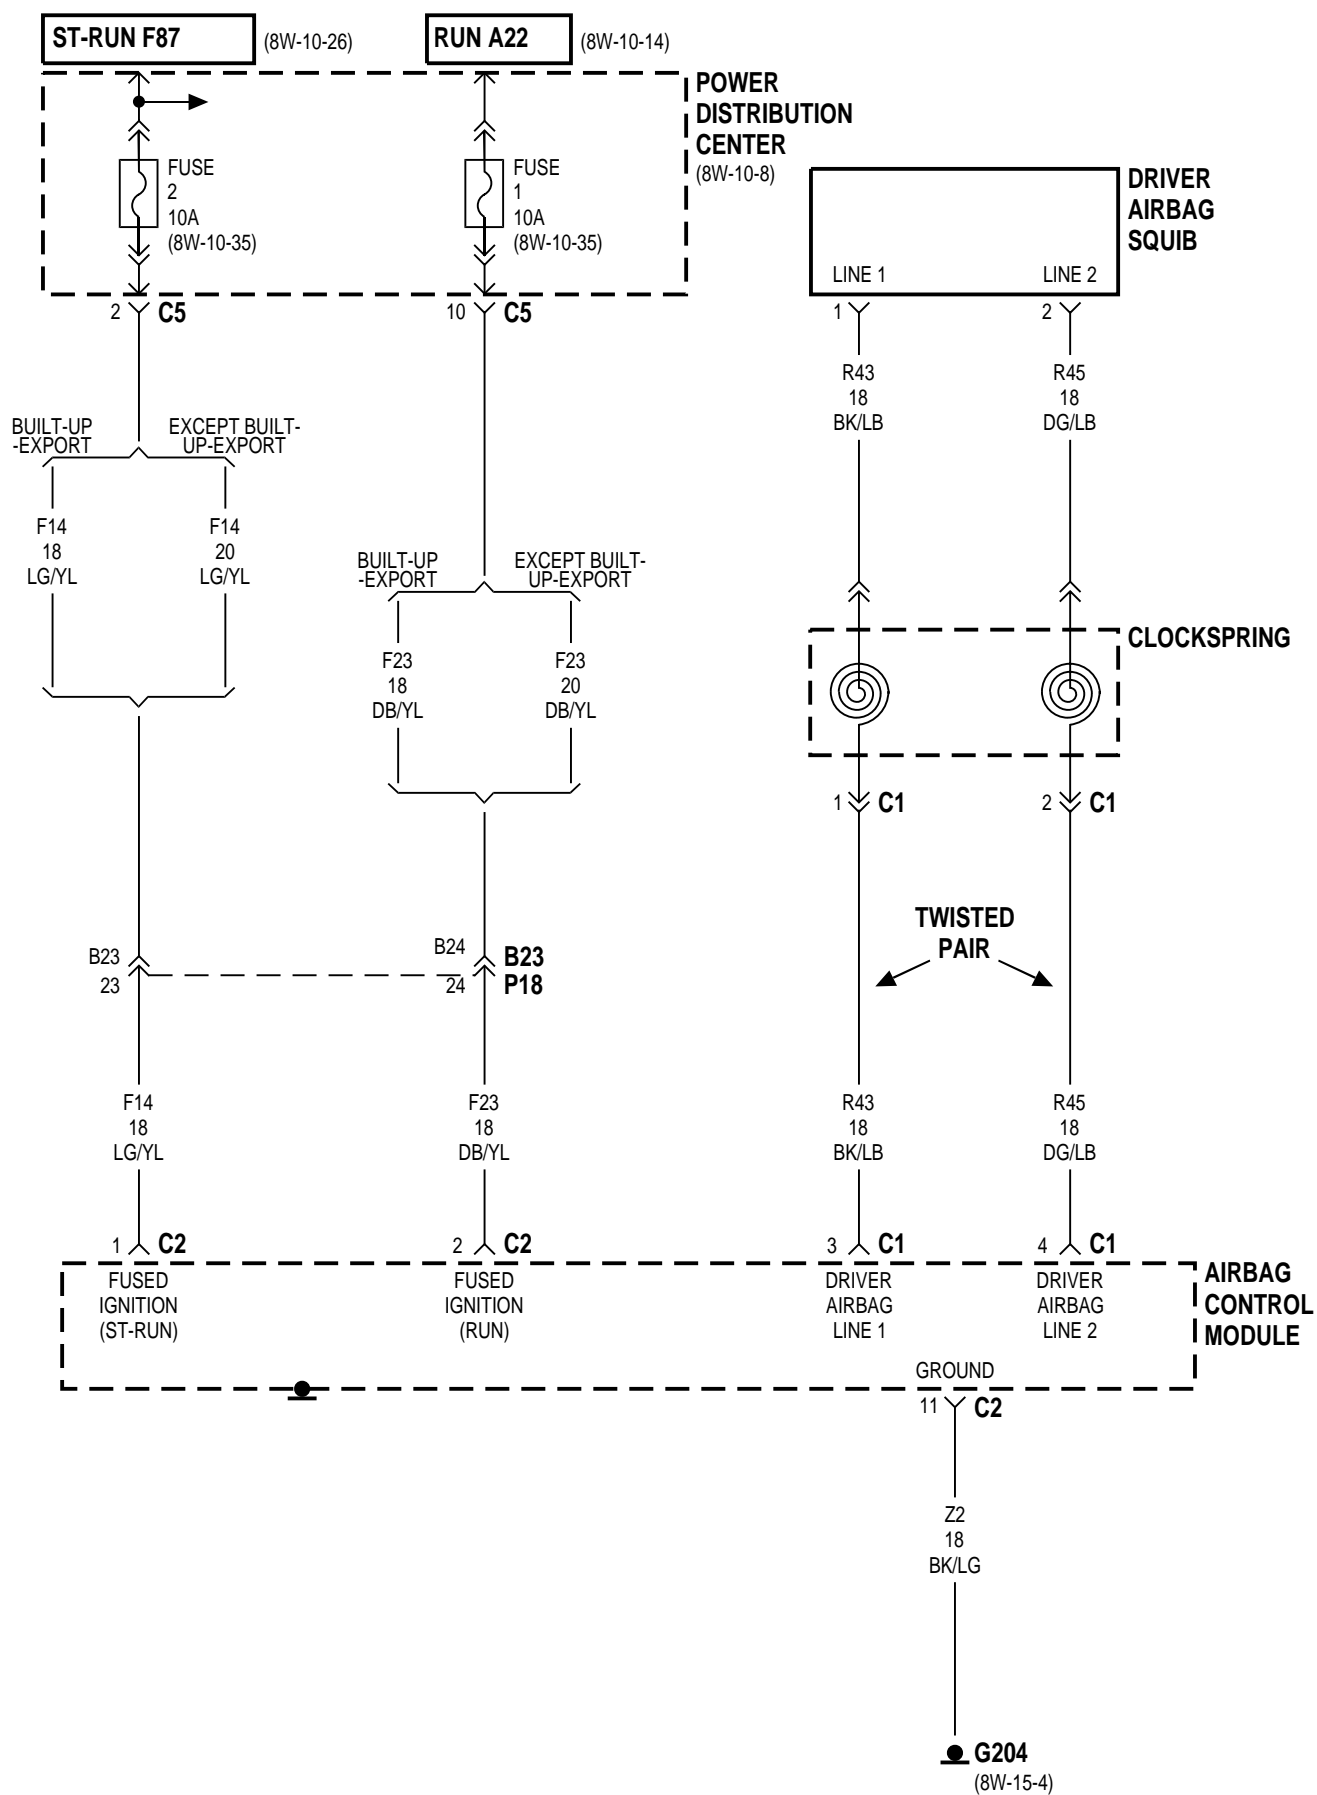 ST-RUN F87
(8W-10-26)
RUN A22
(8W-10-14)
POWER
DISTRIBUTION
CENTER
(8W-10-8)
FUSE
2
10A
(8W-10-35)
FUSE
1
10A
(8W-10-35)
DRIVER
AIRBAG
SQUIB
LINE 1
LINE 2
2
C5
10
C5
1
2
R43
18
BK/LB
R45
18
DG/LB
BUILT-UP
-EXPORT
EXCEPT BUILT-
UP-EXPORT
F14
18
LG/YL
F14
20
LG/YL
BUILT-UP
-EXPORT
EXCEPT BUILT-
UP-EXPORT
F23
18
DB/YL
F23
20
DB/YL
CLOCKSPRING
1
C1
2
C1
TWISTED
PAIR
B23
23
B24
24
B23
P18
F14
18
LG/YL
F23
18
DB/YL
R43
18
BK/LB
R45
18
DG/LB
1
C2
2
C2
3
C1
4
C1
AIRBAG
CONTROL
MODULE
FUSED
IGNITION
(ST-RUN)
FUSED
IGNITION
(RUN)
DRIVER
AIRBAG
LINE 1
DRIVER
AIRBAG
LINE 2
GROUND
11
C2
Z2
18
BK/LG
G204
(8W-15-4)